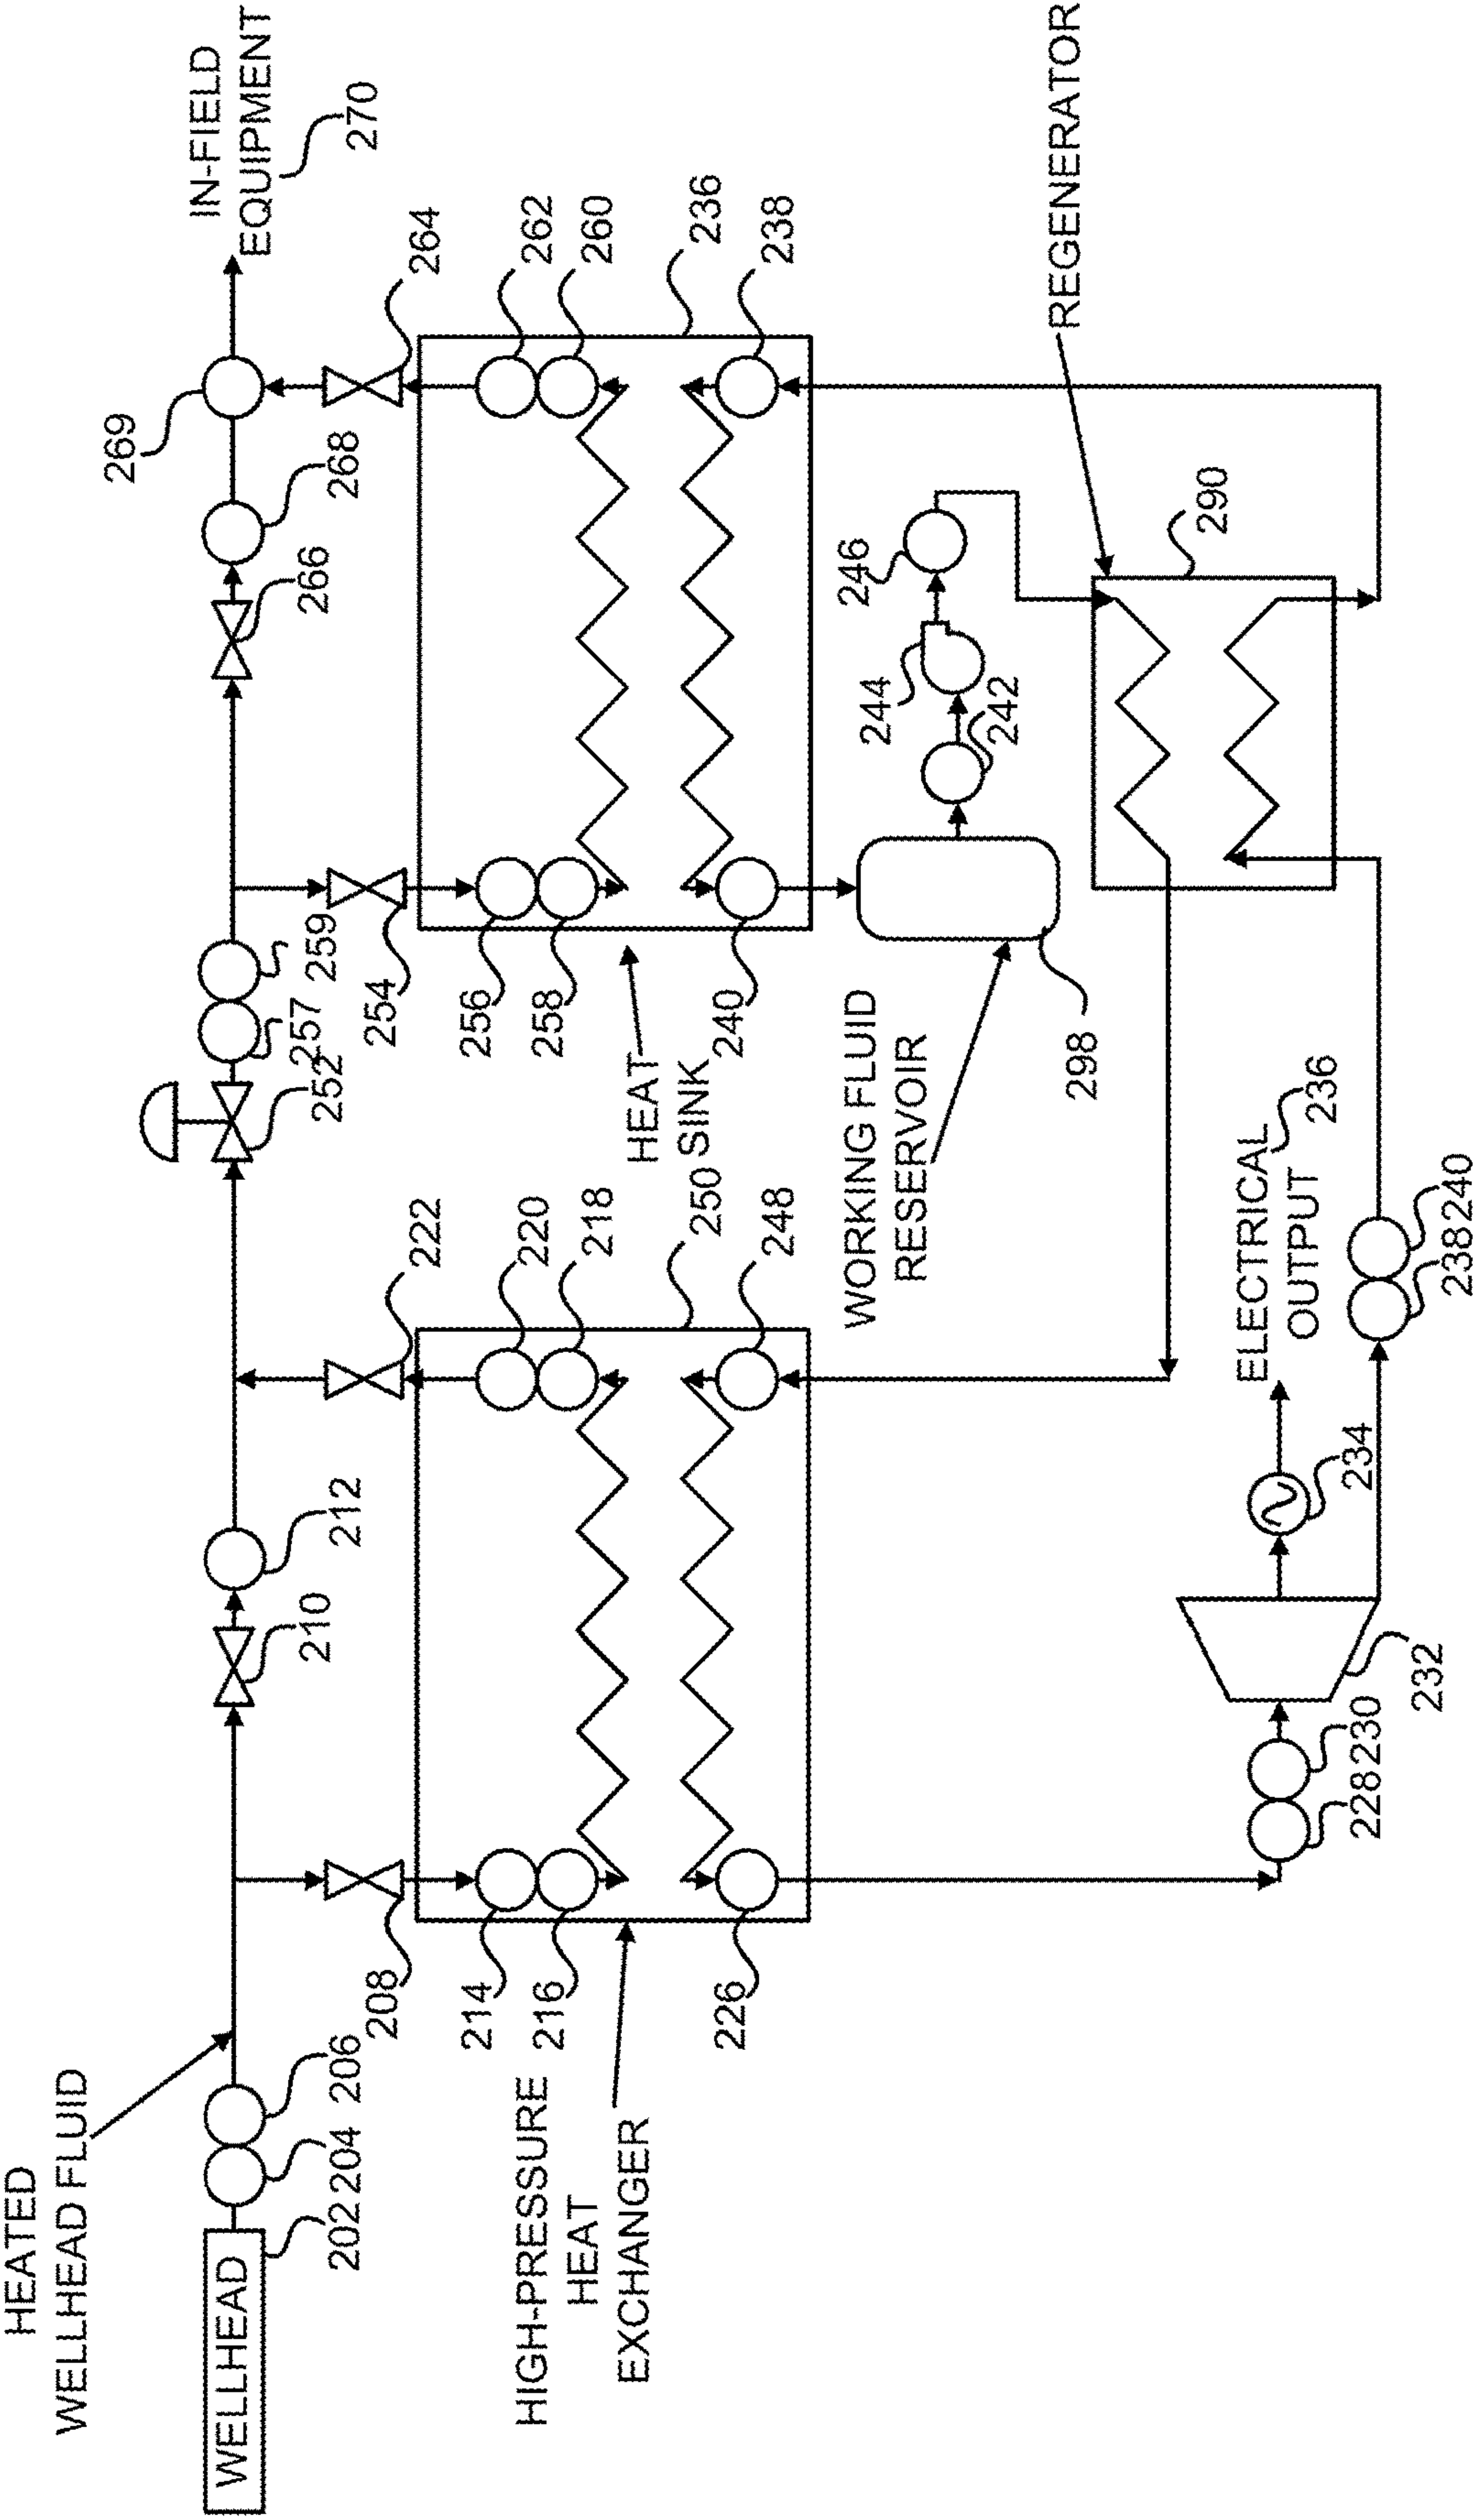 HEATED
WELLHEAD FLUID
WELLHEAD
202
204
206
208
210
212
214
216
218
220
222
HIGH-PRESSURE
HEAT
EXCHANGER
226
248
250
228
230
232
234
ELECTRICAL
OUTPUT
236
238
240
252
257
259
254
256
258
240
HEAT
SINK
266
268
269
264
262
260
236
238
IN-FIELD
EQUIPMENT
270
WORKING FLUID
RESERVOIR
298
242
244
246
290
REGENERATOR